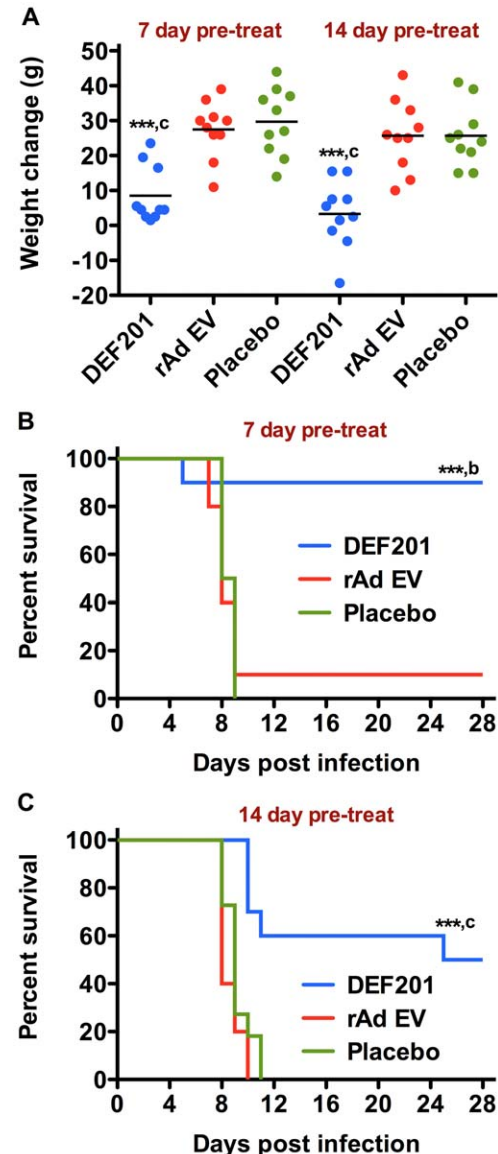 A
7 day pre-treat 14 day pre-treat
Weight change (g)
50
40
30
20
10
0
-10
-20
***,c
***,c
DEF201 rAd EV Placebo DEF201 rAd EV Placebo
B
7 day pre-treat
Percent survival
100
80
60
40
20
0
***,b
DEF201
rAd EV
Placebo
0 4 8 12 16 20 24 28
Days post infection
C
14 day pre-treat
Percent survival
100
80
60
40
20
0
***,c
DEF201
rAd EV
Placebo
0 4 8 12 16 20 24 28
Days post infection